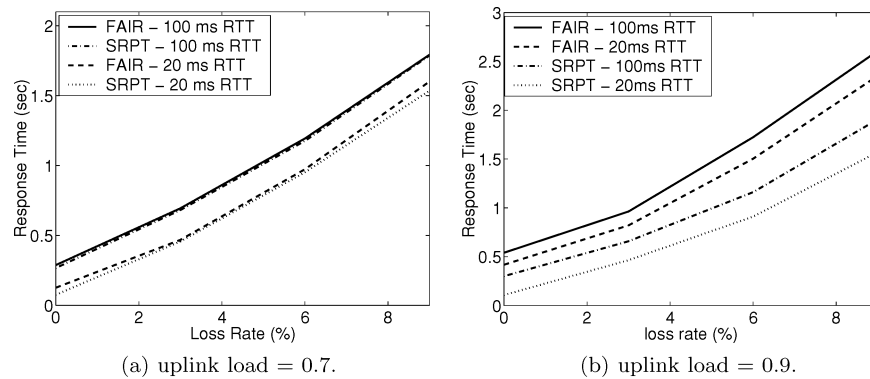 FAIR – 100 ms RTT
SRPT – 100 ms RTT
FAIR – 20 ms RTT
SRPT – 20 ms RTT
Response Time (sec)
2
1.5
1
0.5
0
0 2 4 6 8
Loss Rate (%)
(a) uplink load = 0.7.
FAIR – 100ms RTT
FAIR – 20ms RTT
SRPT – 100ms RTT
SRPT – 20ms RTT
Response Time (sec)
3
2.5
2
1.5
1
0.5
0
0 2 4 6 8
loss rate (%)
(b) uplink load = 0.9.